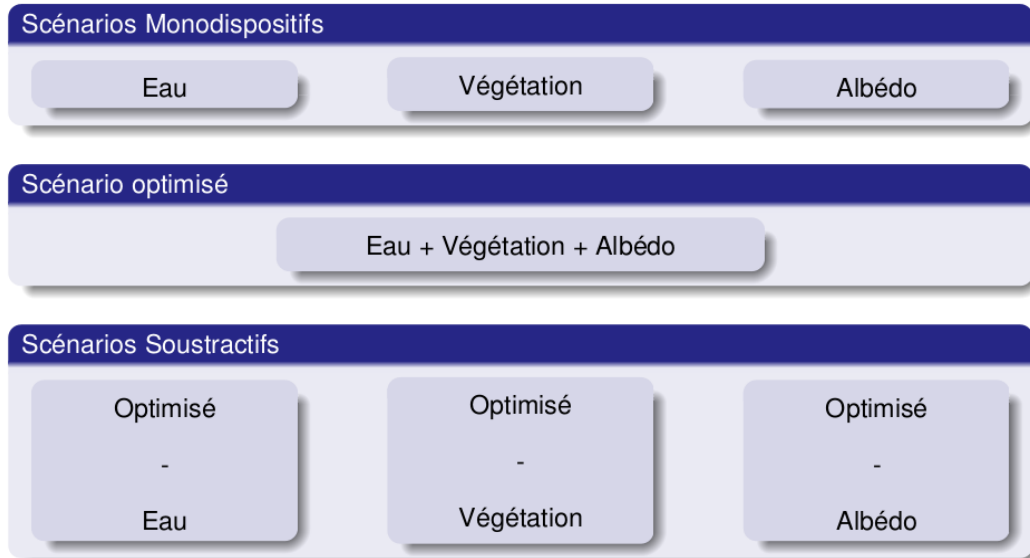 Scénarios Monodispositifs
Eau
Végétation
Albédo
Scénario optimisé
Eau + Végétation + Albédo
Scénarios Soustractifs
Optimisé
-
Eau
Optimisé
-
Végétation
Optimisé
-
Albédo